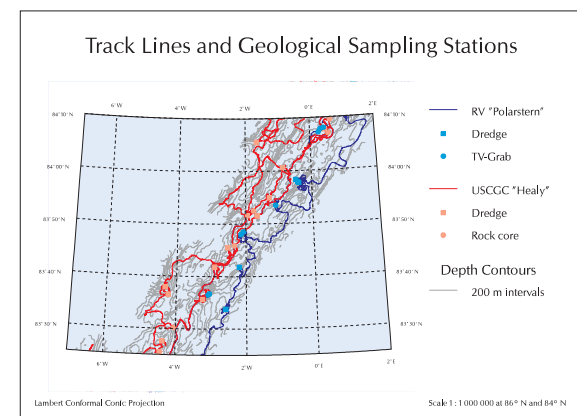 Track Lines and Geological Sampling Stations
6°W 4°W 2°W 0°E 2°E
84°10'N 84°10'N
84°00'N 84°00'N
83°50'N 83°50'N
83°40'N 83°40'N
83°30'N 83°30'N
6°W 4°W 2°W 0°E 2°E
RV "Polarstern"
Dredge
TV-Grab
USCGC "Healy"
Dredge
Rock core
Depth Contours
200 m intervals
Lambert Conformal Conic Projection
Scale 1 : 1 000 000 at 86° N and 84° N